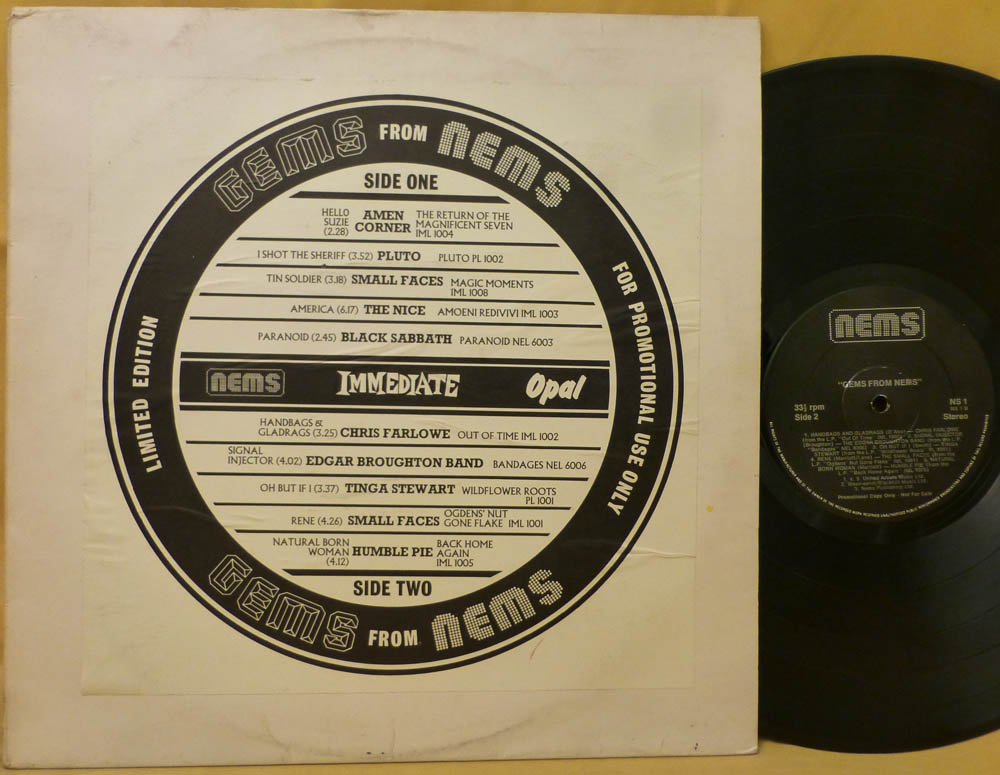 GEMS FROM NEMS
SIDE ONE
HELLO SUZIE (2.28) AMEN CORNER THE RETURN OF THE MAGNIFICENT SEVEN IML 1004
I SHOT THE SHERIFF (3.52) PLUTO PLUTO PL 1002
TIN SOLDIER (3.18) SMALL FACES MAGIC MOMENTS IML 1008
AMERICA (6.17) THE NICE AMOENI REDIVIVI IML 1003
PARANOID (2.45) BLACK SABBATH PARANOID NEL 6003
LIMITED EDITION
FOR PROMOTIONAL USE ONLY
NEMS IMMEDIATE Opal
HANDBAGS & GLADRAGS (3.25) CHRIS FARLOWE OUT OF TIME IML 1002
SIGNAL INJECTOR (4.02) EDGAR BROUGHTON BAND BANDAGES NEL 6006
OH BUT IF I (3.37) TINGA STEWART WILDFLOWER ROOTS PL 1001
RENE (4.26) SMALL FACES OGDENS' NUT GONE FLAKE IML 1001
NATURAL BORN WOMAN (4.12) HUMBLE PIE BACK HOME AGAIN IML 1005
SIDE TWO
GEMS FROM NEMS
NEMS
"GEMS FROM NEMS"
33⅓ rpm
Side 2
NS 1
Stereo
Promotional Copy Only - Not For Sale